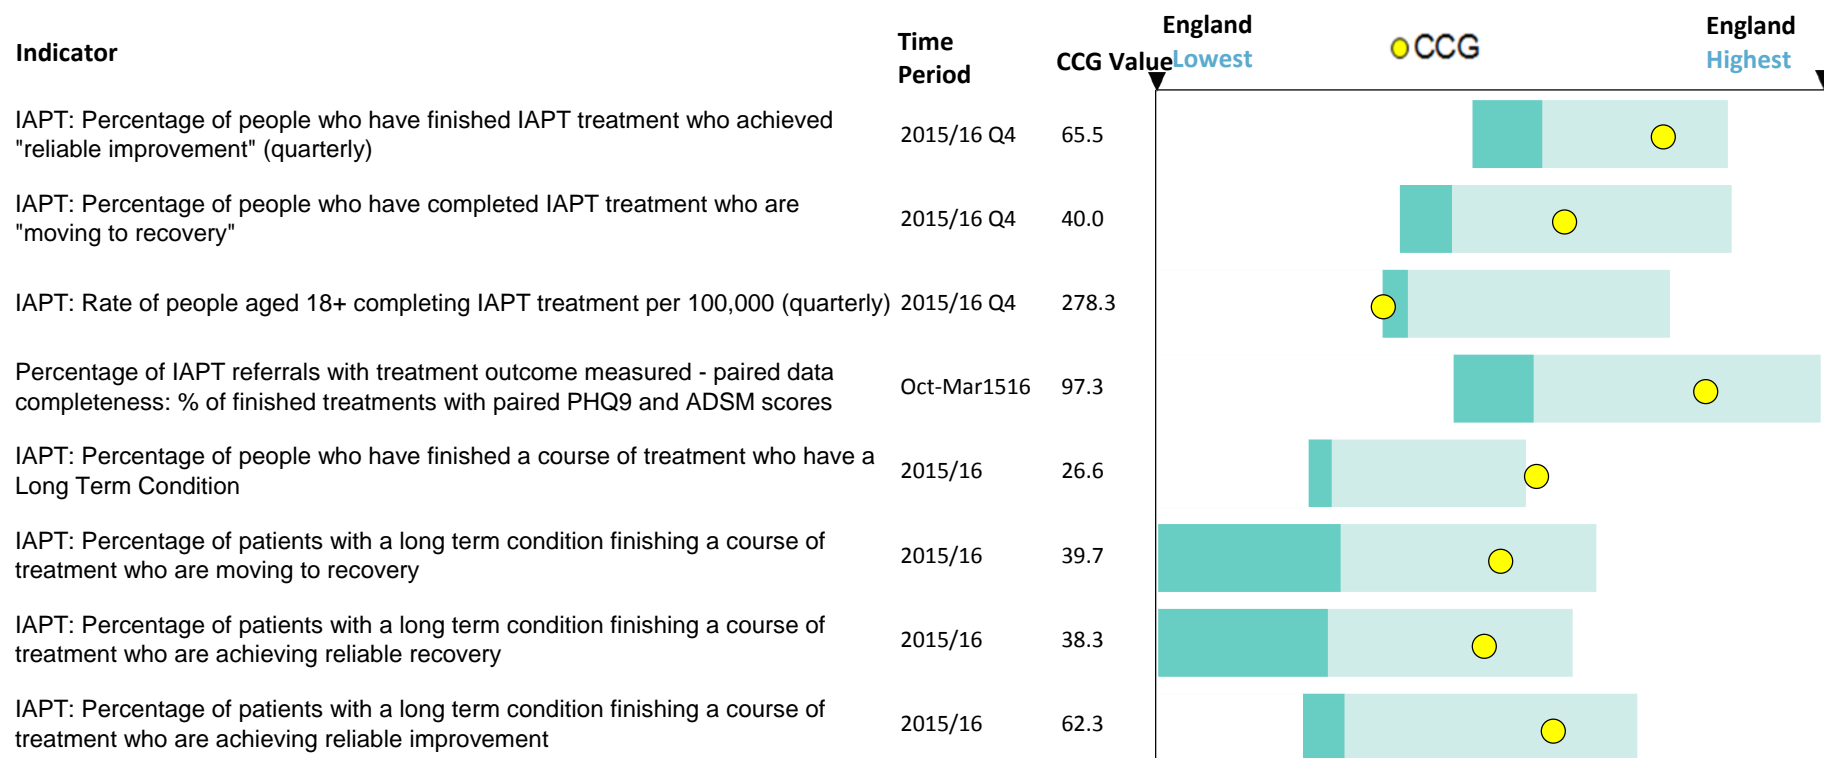 Indicator
Time Period
CCG Value
England Lowest
CCG
England Highest
IAPT: Percentage of people who have finished IAPT treatment who achieved
"reliable improvement" (quarterly)
2015/16 Q4
65.5
IAPT: Percentage of people who have completed IAPT treatment who are
"moving to recovery"
2015/16 Q4
40.0
IAPT: Rate of people aged 18+ completing IAPT treatment per 100,000 (quarterly)
2015/16 Q4
278.3
Percentage of IAPT referrals with treatment outcome measured - paired data
completeness: % of finished treatments with paired PHQ9 and ADSM scores
Oct-Mar1516
97.3
IAPT: Percentage of people who have finished a course of treatment who have a
Long Term Condition
2015/16
26.6
IAPT: Percentage of patients with a long term condition finishing a course of
treatment who are moving to recovery
2015/16
39.7
IAPT: Percentage of patients with a long term condition finishing a course of
treatment who are achieving reliable recovery
2015/16
38.3
IAPT: Percentage of patients with a long term condition finishing a course of
treatment who are achieving reliable improvement
2015/16
62.3